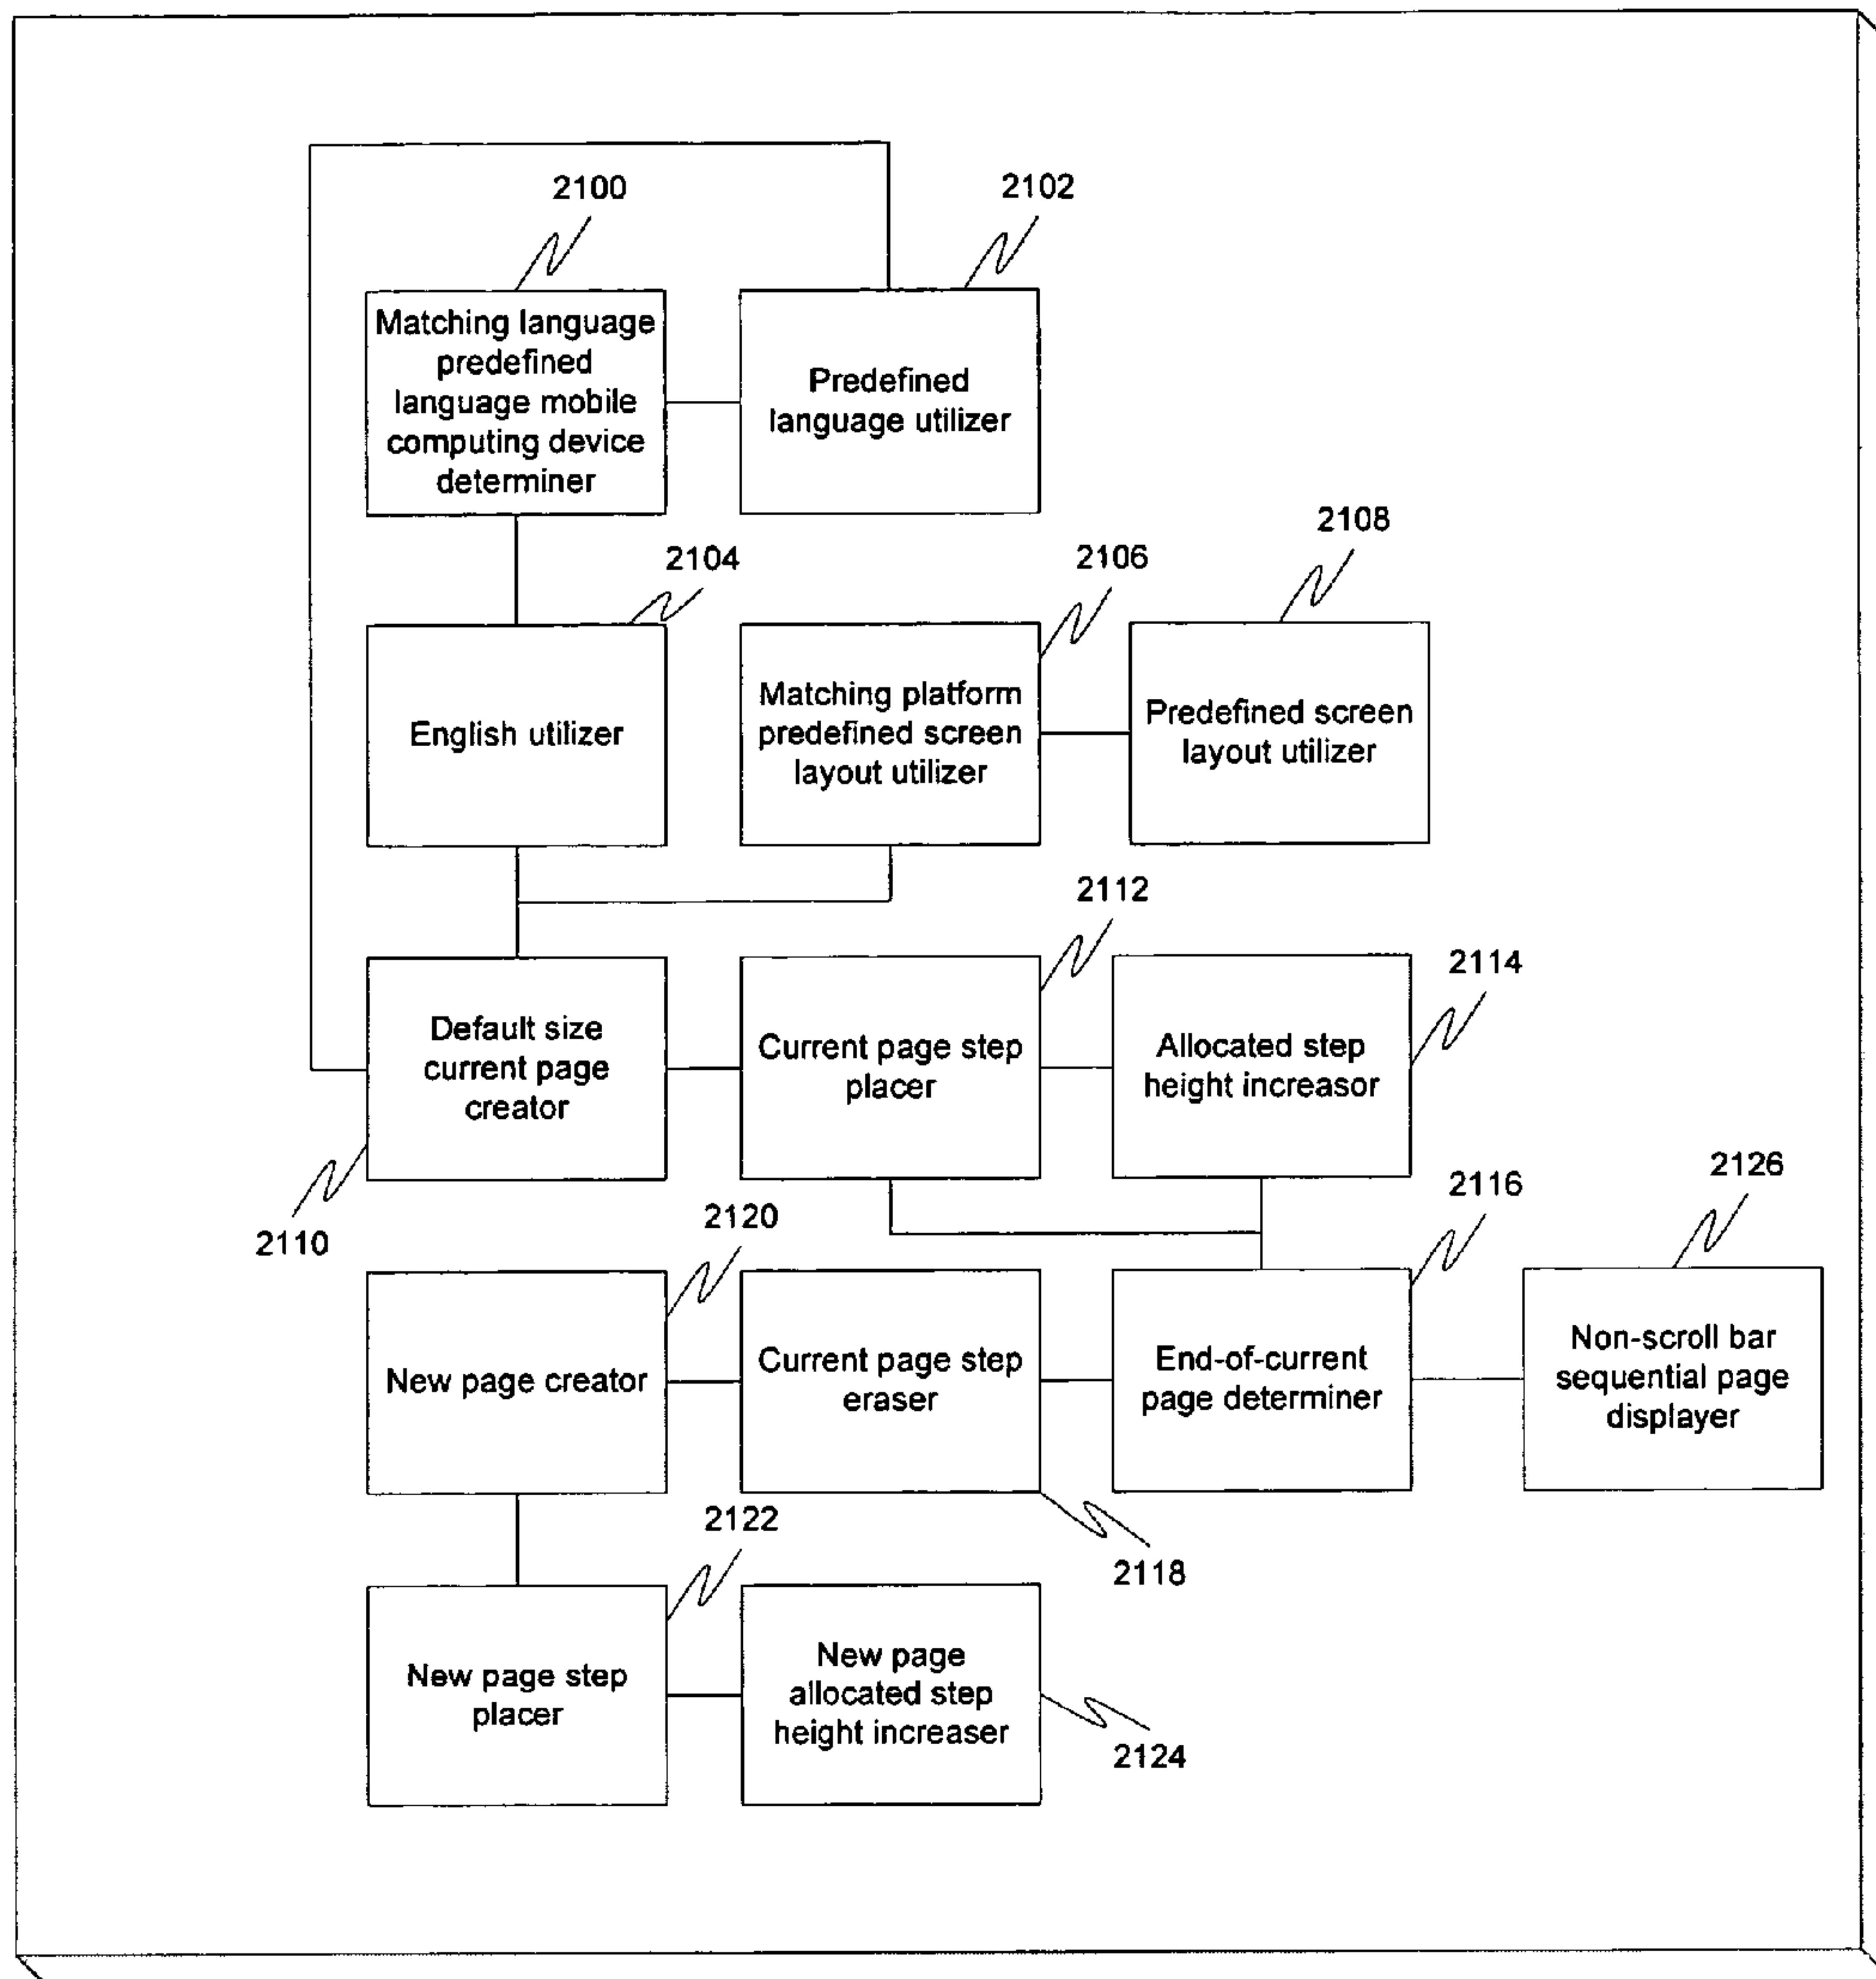 2100
2102
Matching language
predefined
language mobile
computing device
determiner
Predefined
language utilizer
2104
2106
2108
English utilizer
Matching platform
predefined screen
layout utilizer
Predefined screen
layout utilizer
2112
2114
Default size
current page
creator
Current page step
placer
Allocated step
height increasor
2110
2120
2116
2126
New page creator
Current page step
eraser
End-of-current
page determiner
Non-scroll bar
sequential page
displayer
2122
2118
New page step
placer
New page
allocated step
height increaser
2124